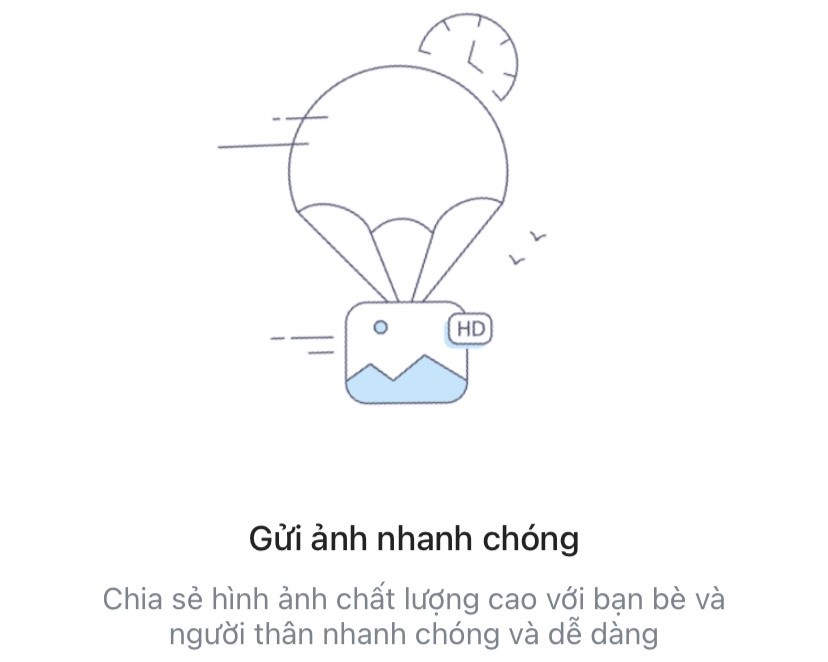 HD
Gửi ảnh nhanh chóng
Chia sẻ hình ảnh chất lượng cao với bạn bè và
người thân nhanh chóng và dễ dàng